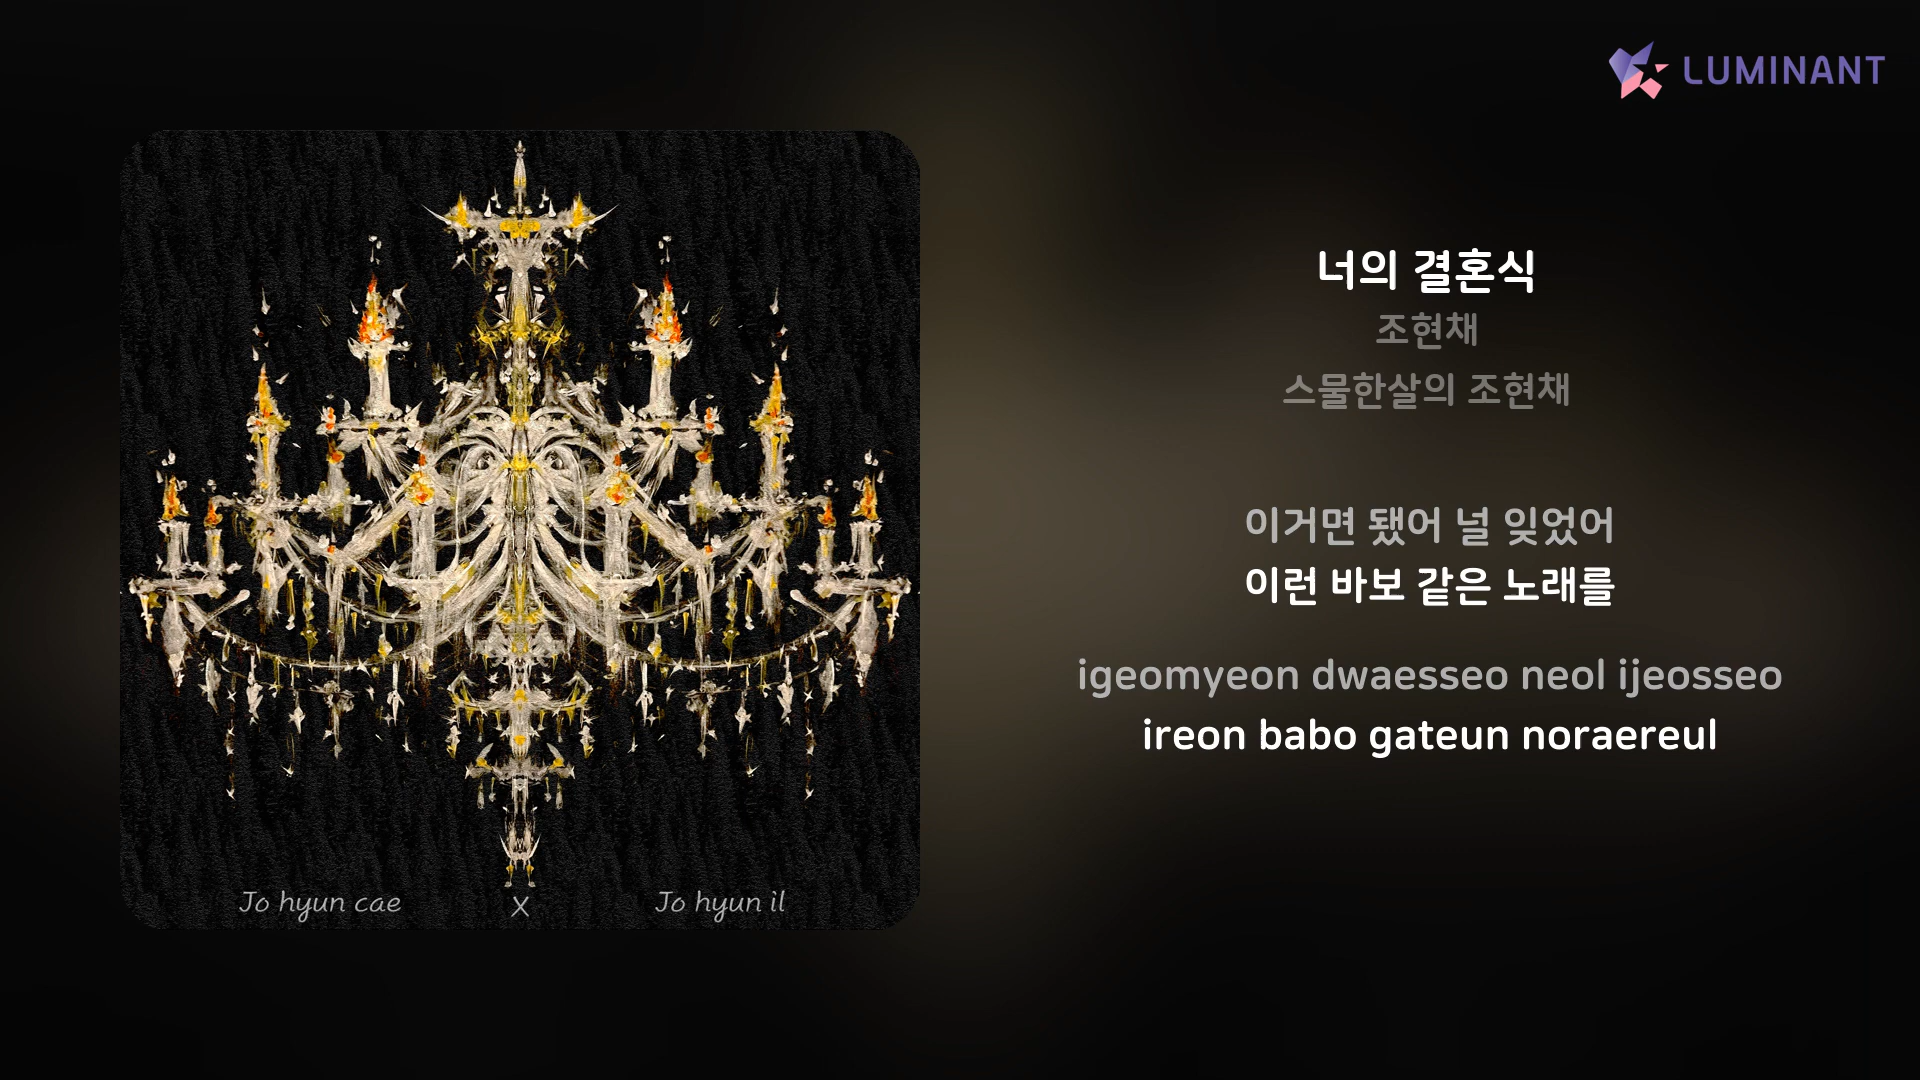 LUMINANT
너의 결혼식
조현채
스물한살의 조현채
이거면 됐어 널 잊었어
이런 바보 같은 노래를
igeomyeon dwaesseo neol ijeosseo
ireon babo gateun noraereul
Jo hyun cae X Jo hyun il